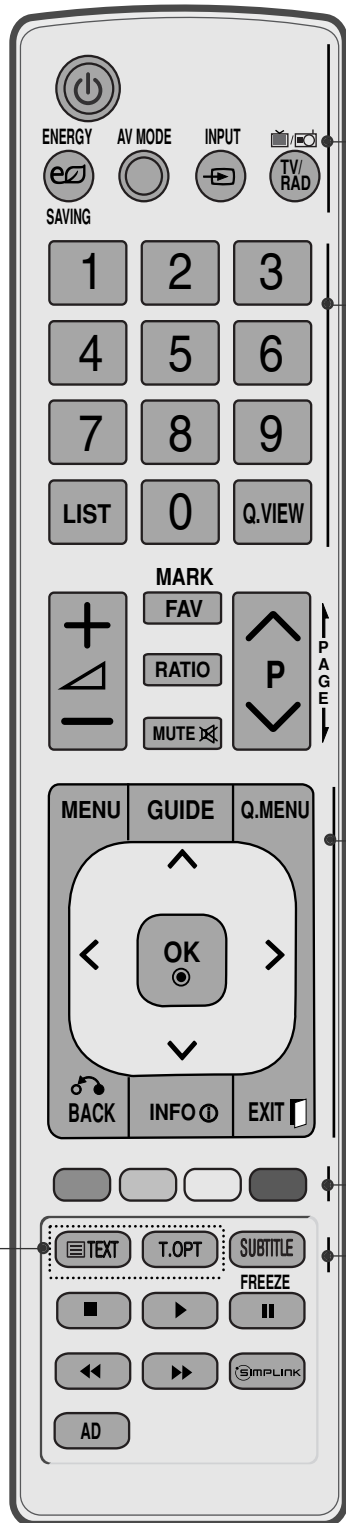 ENERGY AV MODE INPUT
TV/
RAD
SAVING
1 2 3
4 5 6
7 8 9
LIST 0 Q.VIEW
MARK
FAV
RATIO
MUTE
P
PAGE
MENU GUIDE Q.MENU
OK
BACK INFO EXIT
TEXT T.OPT SUBTITLE
FREEZE
SIMPLINK
AD